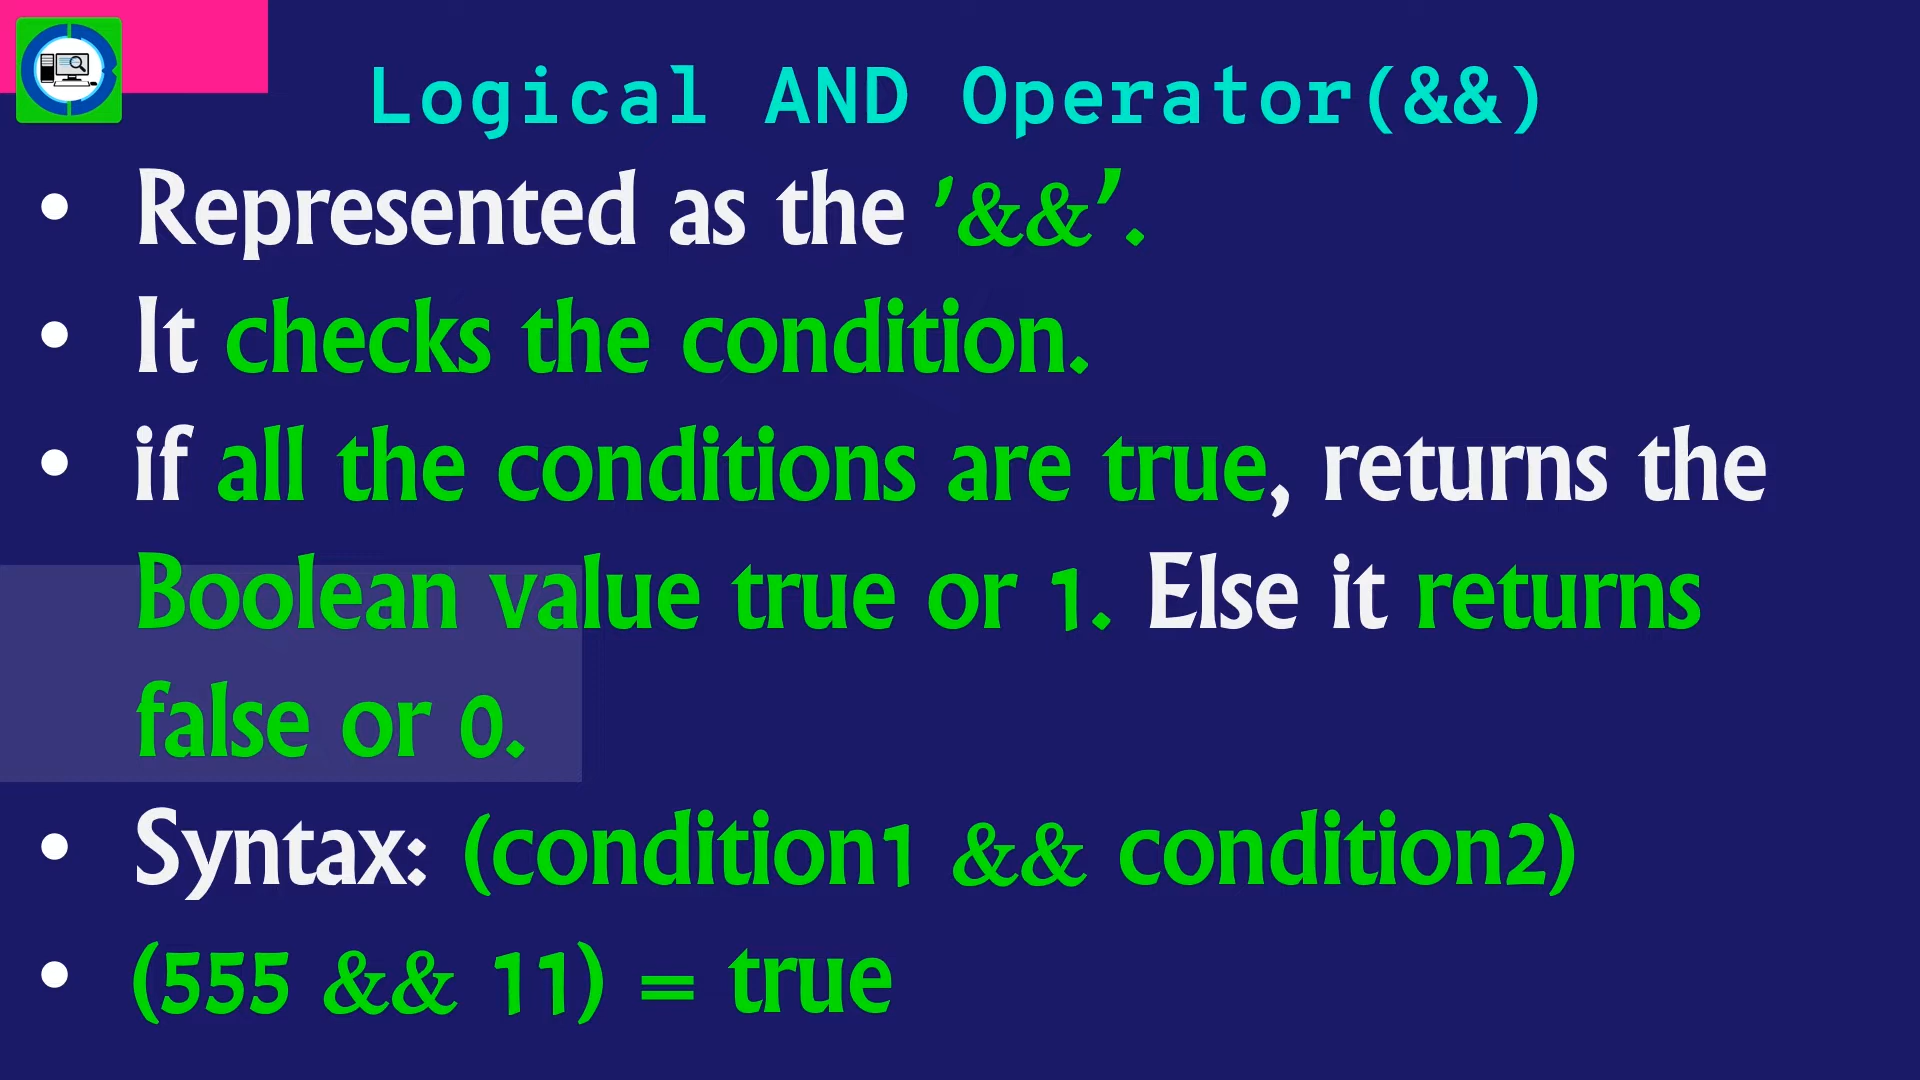 Logical AND Operator(&&)
• Represented as the '&&'.
• It checks the condition.
• if all the conditions are true, returns the
Boolean value true or 1. Else it returns
false or 0.
• Syntax: (condition1 && condition2)
• (555 && 11) = true